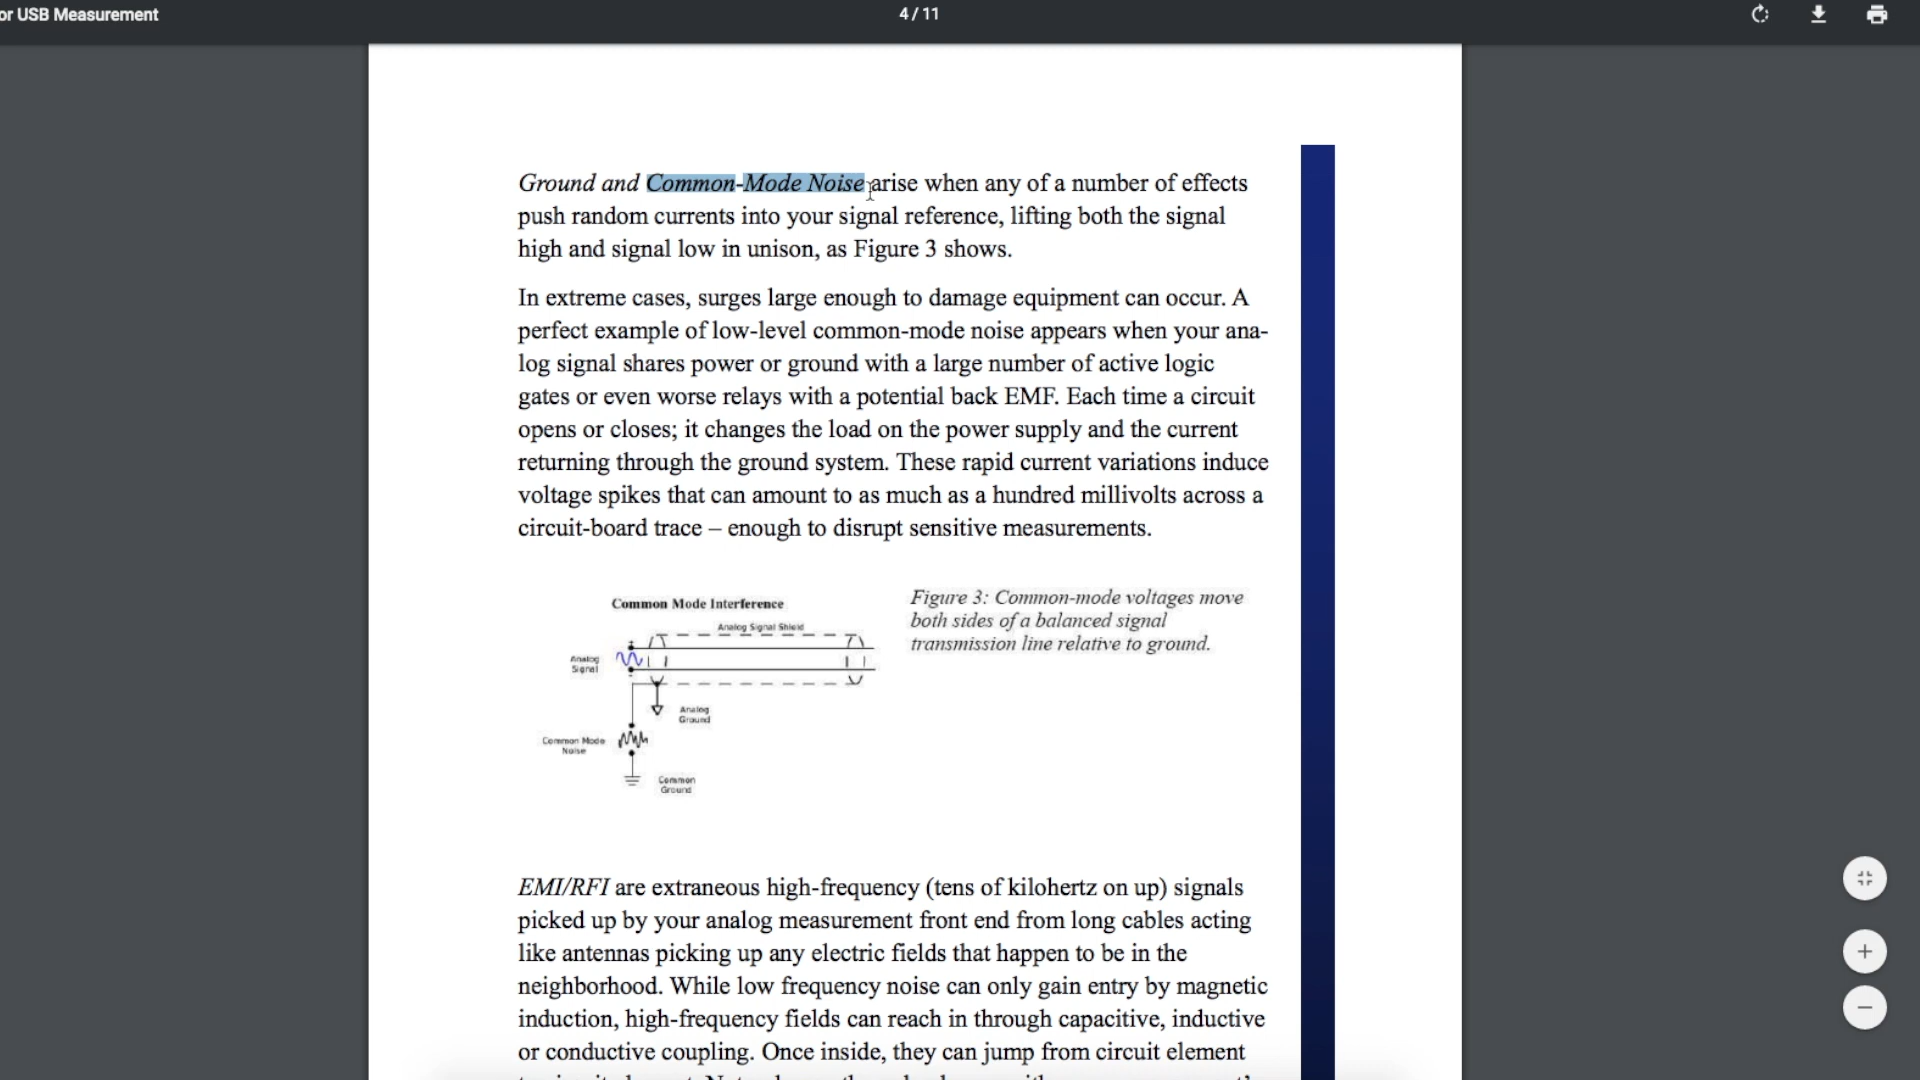 or USB Measurement
4 / 11
Ground and Common-Mode Noise arise when any of a number of effects
push random currents into your signal reference, lifting both the signal
high and signal low in unison, as Figure 3 shows.
In extreme cases, surges large enough to damage equipment can occur. A
perfect example of low-level common-mode noise appears when your ana-
log signal shares power or ground with a large number of active logic
gates or even worse relays with a potential back EMF. Each time a circuit
opens or closes; it changes the load on the power supply and the current
returning through the ground system. These rapid current variations induce
voltage spikes that can amount to as much as a hundred millivolts across a
circuit-board trace – enough to disrupt sensitive measurements.
Common Mode Interference
Analog Signal Shield
Analog
Signal
Analog
Ground
Common Mode
Noise
Common
Ground
Figure 3: Common-mode voltages move
both sides of a balanced signal
transmission line relative to ground.
EMI/RFI are extraneous high-frequency (tens of kilohertz on up) signals
picked up by your analog measurement front end from long cables acting
like antennas picking up any electric fields that happen to be in the
neighborhood. While low frequency noise can only gain entry by magnetic
induction, high-frequency fields can reach in through capacitive, inductive
or conductive coupling. Once inside, they can jump from circuit element